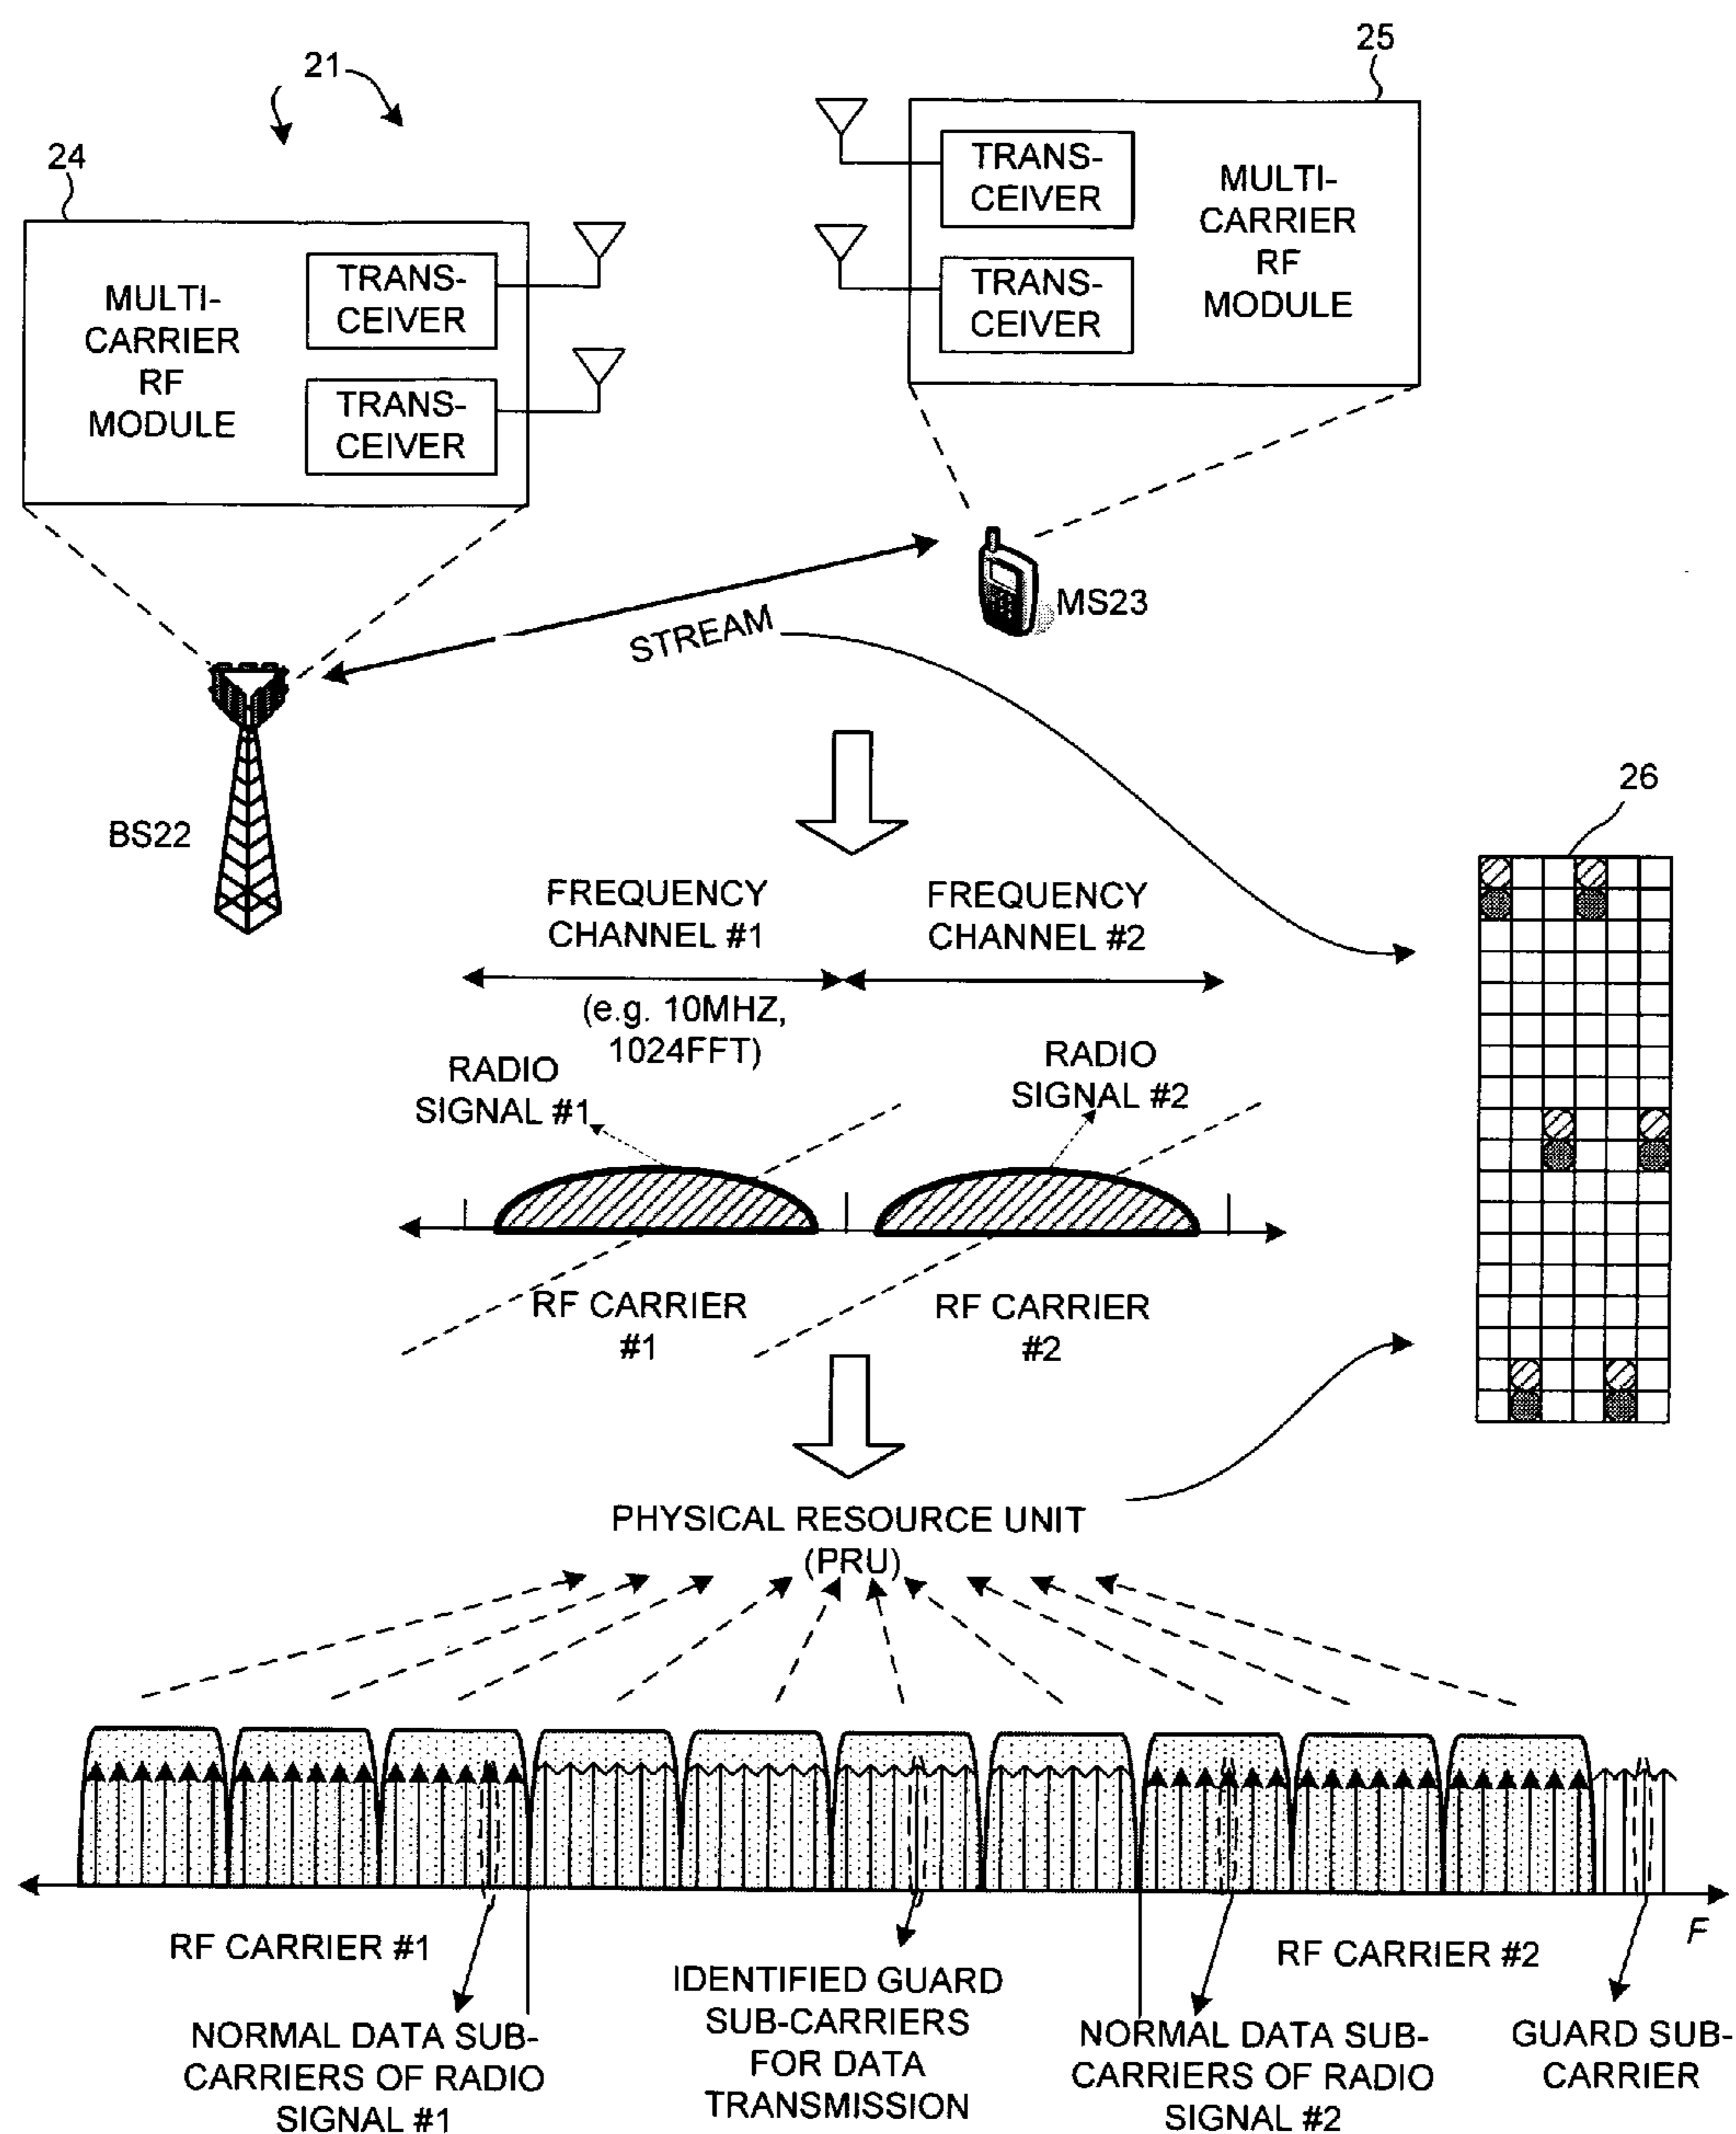 21
25
24
TRANS-
CEIVER
TRANS-
CEIVER
MULTI-
CARRIER
RF
MODULE
MULTI-
CARRIER
RF
MODULE
TRANS-
CEIVER
TRANS-
CEIVER
STREAM
MS23
BS22
26
FREQUENCY
CHANNEL #1
FREQUENCY
CHANNEL #2
(e.g. 10MHZ,
1024FFT)
RADIO
SIGNAL #1
RADIO
SIGNAL #2
RF CARRIER
#1
RF CARRIER
#2
PHYSICAL RESOURCE UNIT
(PRU)
F
RF CARRIER #1
RF CARRIER #2
NORMAL DATA SUB-
CARRIERS OF RADIO
SIGNAL #1
IDENTIFIED GUARD
SUB-CARRIERS
FOR DATA
TRANSMISSION
NORMAL DATA SUB-
CARRIERS OF RADIO
SIGNAL #2
GUARD SUB-
CARRIER